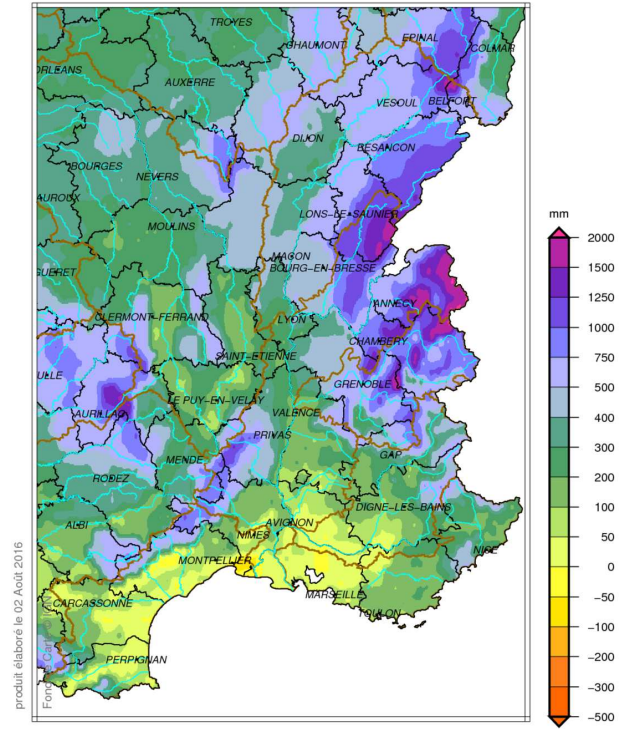 TROYES
CHAUMONT
EPINAL
COLMAR
ORLEANS
AUXERRE
VESOUL
BELFORT
DIJON
BESANCON
BOURGES
NEVERS
AUROUX
LONS-LE-SAUNIER
MOULINS
MACON
BOURG-EN-BRESSE
GUERET
ANNECY
CLERMONT-FERRAND
LYON
CHAMBERY
SAINT-ETIENNE
ULLE
GRENOBLE
LE PUY-EN-VELAY
AURILLAC
VALENCE
PRIVAS
MENDE
GAP
RODEZ
DIGNE-LES-BAINS
ALBI
AVIGNON
NIMES
NICE
MONTPELLIER
MARSEILLE
CARCASSONNE
TOULON
PERPIGNAN
mm
2000
1500
1250
1000
750
500
400
300
200
100
50
0
−50
−100
−200
−300
−500
produit élaboré le 02 Août 2016